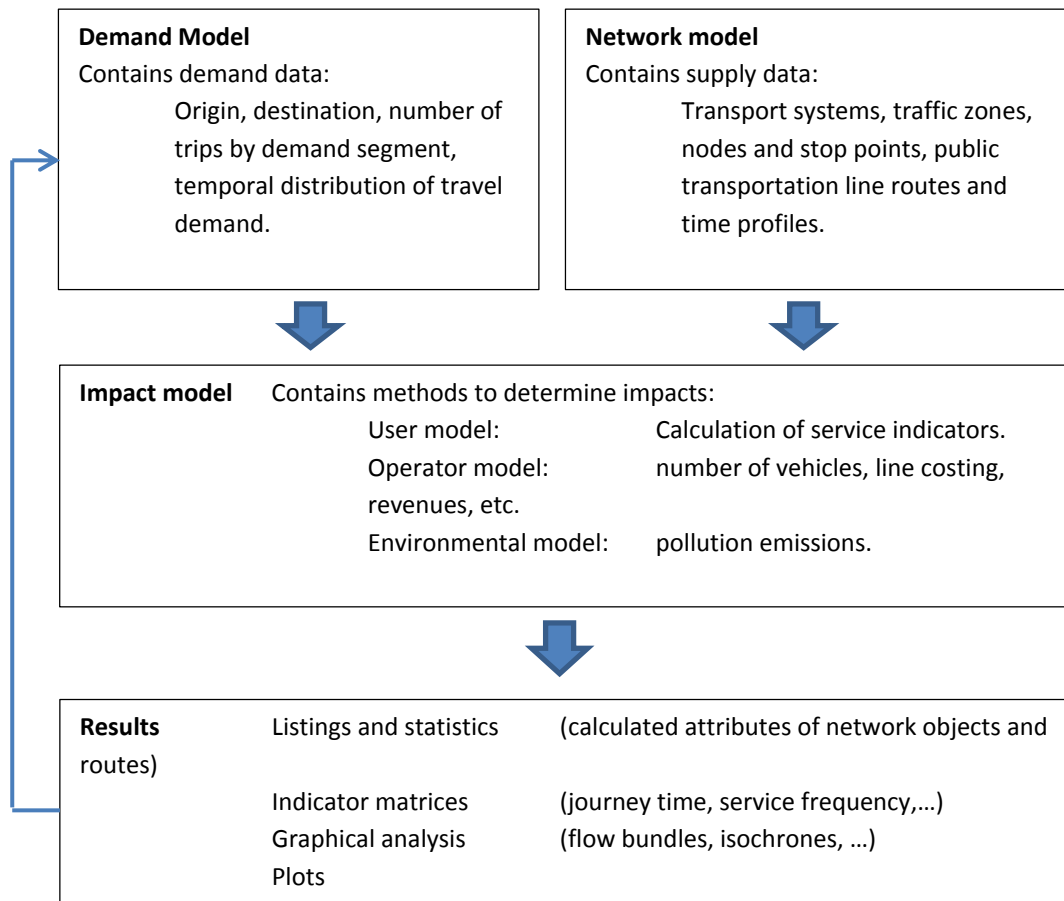 Demand Model
Contains demand data:
Origin, destination, number of
trips by demand segment,
temporal distribution of travel
demand.
Network model
Contains supply data:
Transport systems, traffic zones,
nodes and stop points, public
transportation line routes and
time profiles.
Impact model Contains methods to determine impacts:
User model: Calculation of service indicators.
Operator model: number of vehicles, line costing,
revenues, etc.
Environmental model: pollution emissions.
Results Listings and statistics (calculated attributes of network objects and
routes)
Indicator matrices (journey time, service frequency,…)
Graphical analysis (flow bundles, isochrones, …)
Plots